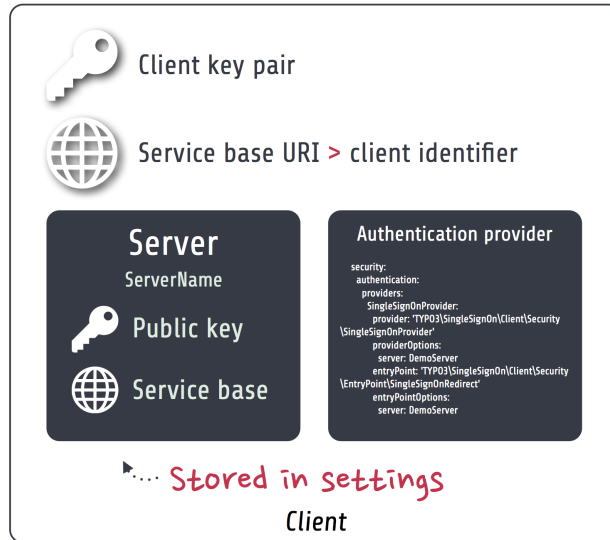 Client key pair
Service base URI > client identifier
Server
ServerName
Public key
Service base
Authentication provider
security:
authentication:
providers:
SingleSignOnProvider:
provider: 'TYPO3\SingleSignOn\Client\Security
\SingleSignOnProvider'
providerOptions:
server: DemoServer
entryPoint: 'TYPO3\SingleSignOn\Client\Security
\EntryPoint\SingleSignOnRedirect'
entryPointOptions:
server: DemoServer
Stored in settings
Client